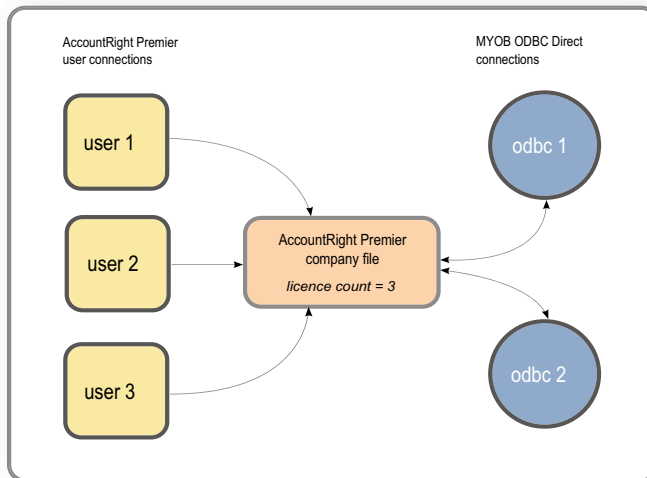 AccountRight Premier
user connections
MYOB ODBC Direct
connections
user 1
odbc 1
AccountRight Premier
company file
licence count = 3
user 2
user 3
odbc 2